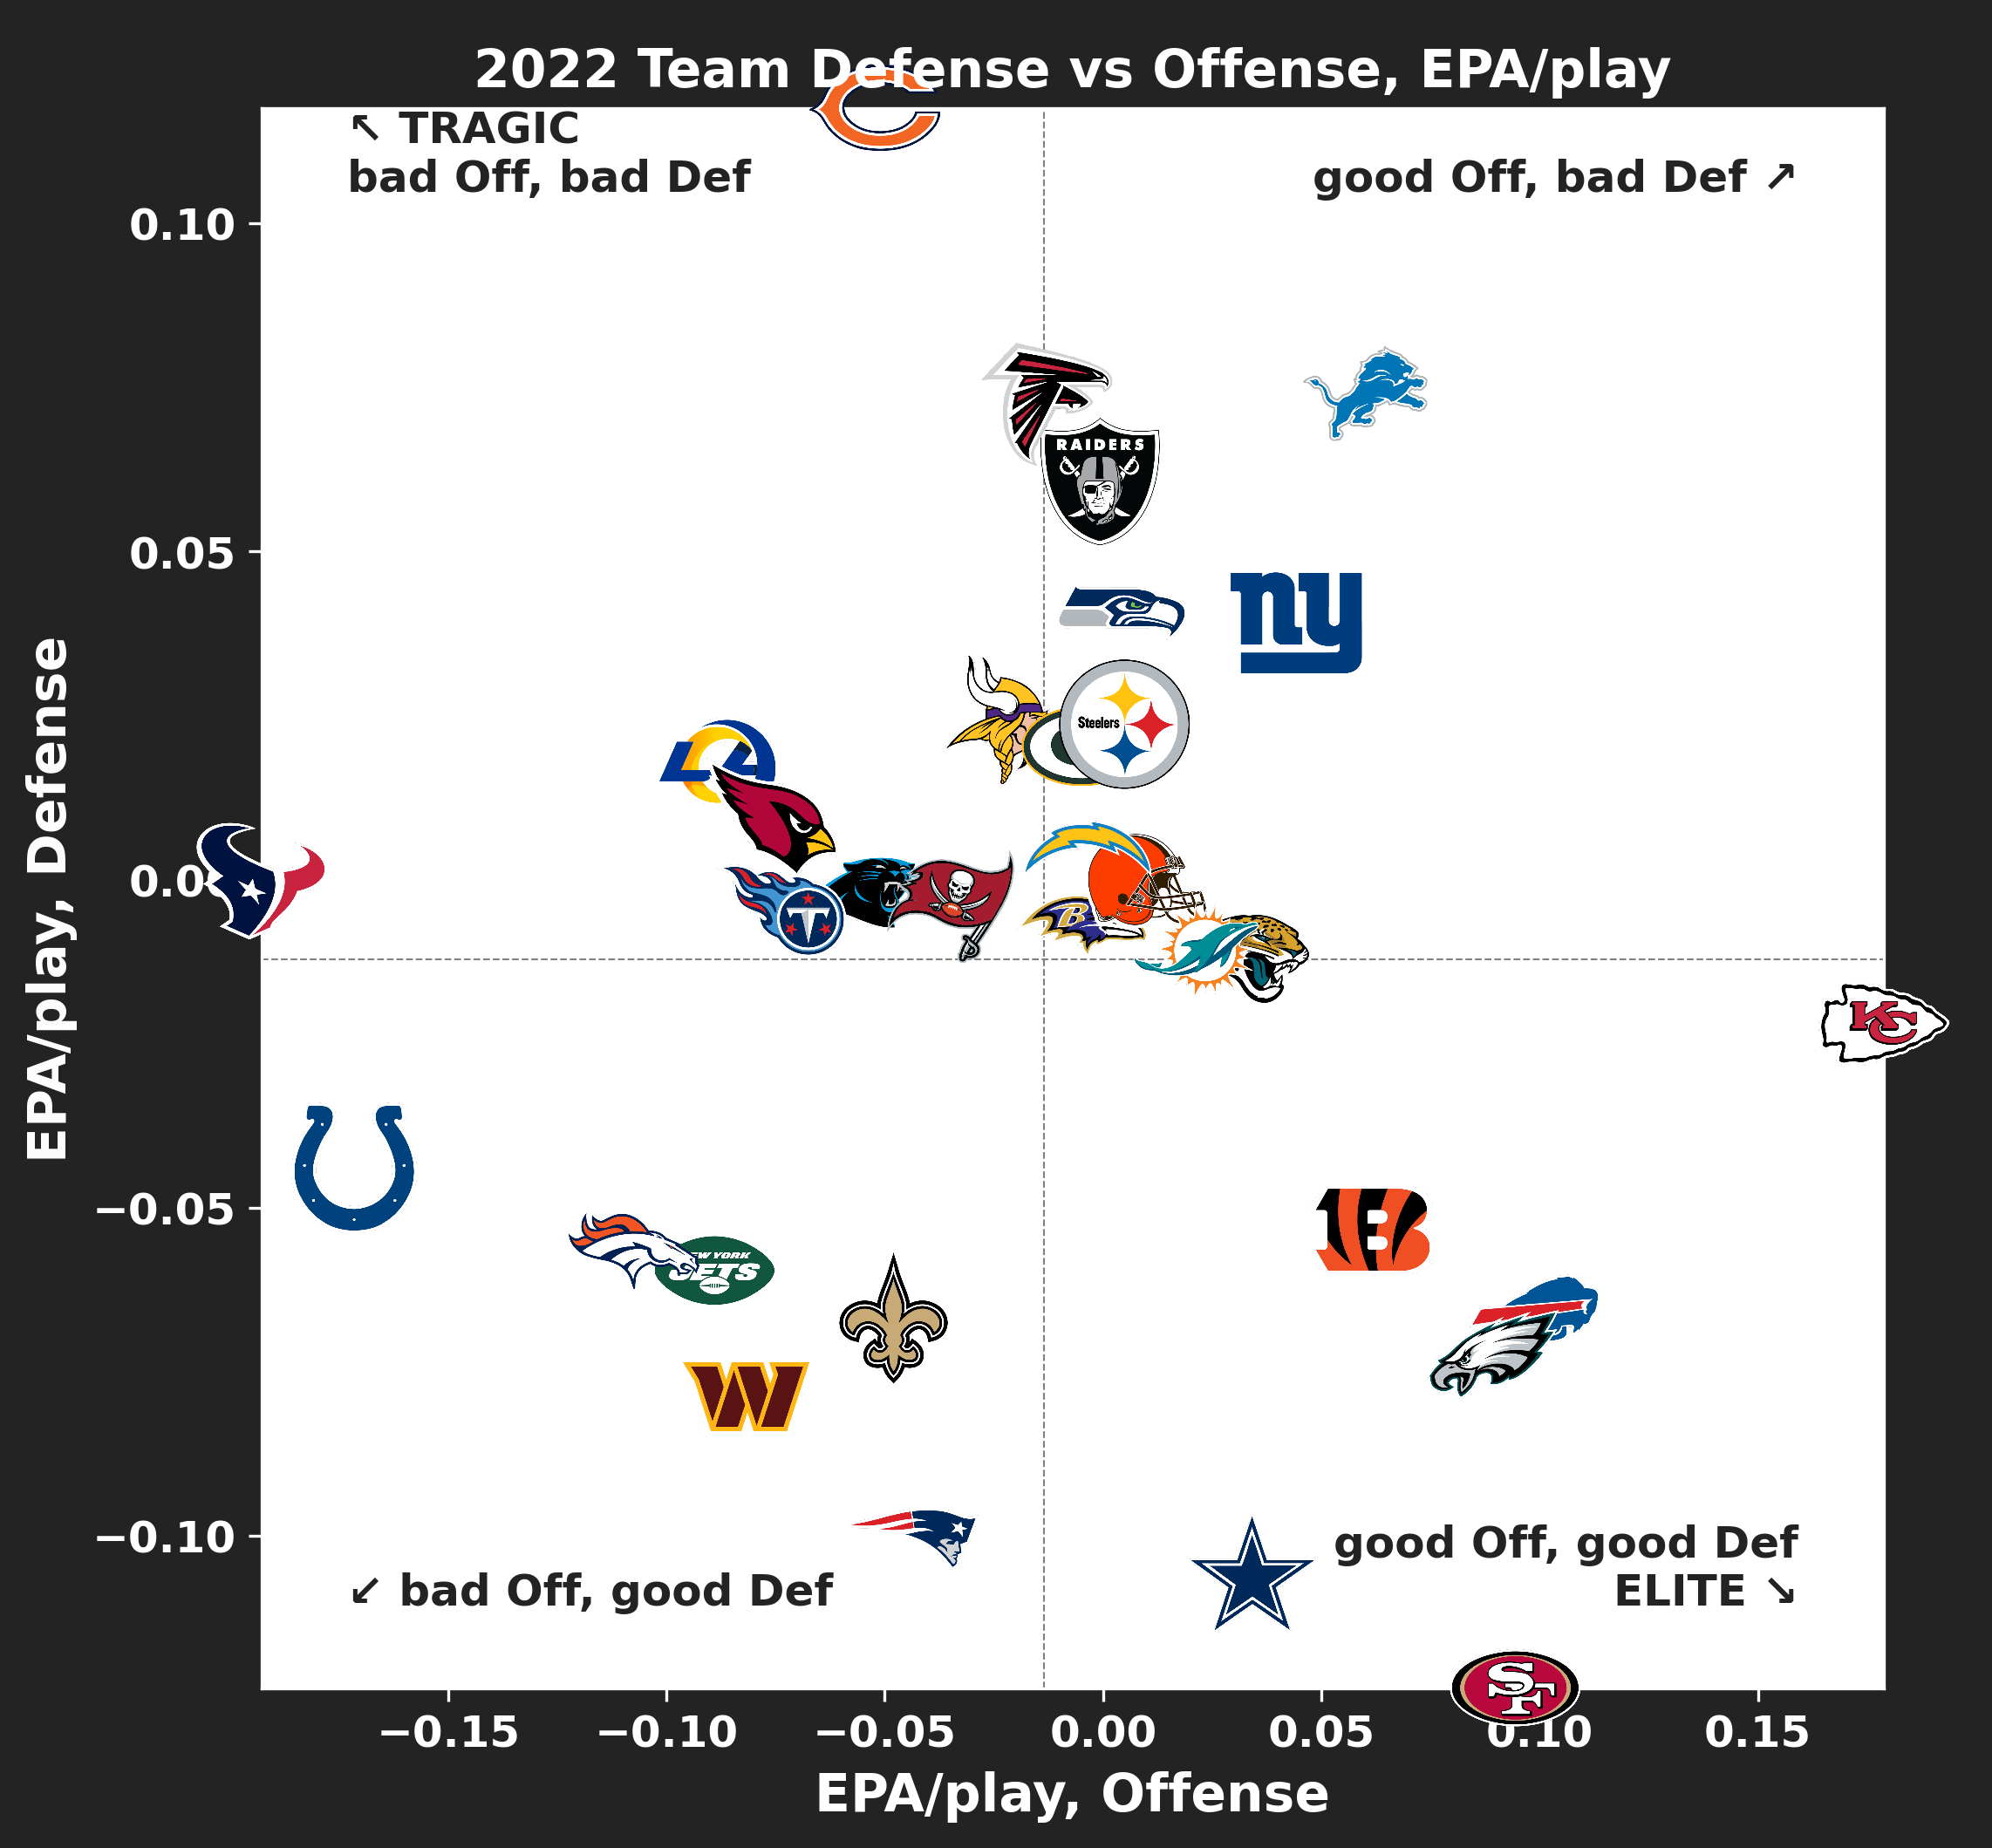 2022 Team Defense vs Offense, EPA/play
↖ TRAGIC
bad Off, bad Def
good Off, bad Def ↗
0.10
RAIDERS
0.05
Steelers
EPA/play, Defense
0.0
B
T
KC
−0.05
B
JETS
W
−0.10
good Off, good Def
ELITE ↘
↙ bad Off, good Def
SF
−0.15
−0.10
−0.05
0.00
0.05
0.10
0.15
EPA/play, Offense
ny
C